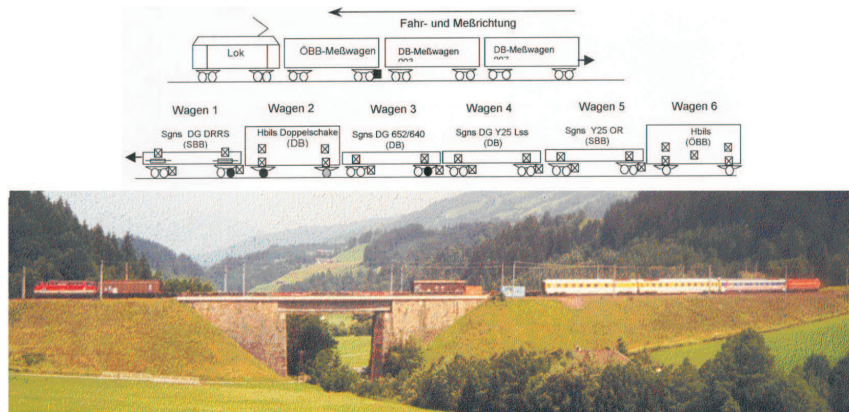 Fahr- und Meßrichtung
Lok
ÖBB-Meßwagen
DB-Messwagen
DB-Messwagen
Wagen 1
Wagen 2
Wagen 3
Wagen 4
Wagen 5
Wagen 6
Sgns DG DRRS
(SBB)
Hbils Doppelschake
(DB)
Sgns DG 652/640
(DB)
Sgns DG Y25 Lss
(DB)
Sgns Y25 OR
(SBB)
Hbils
(ÖBB)